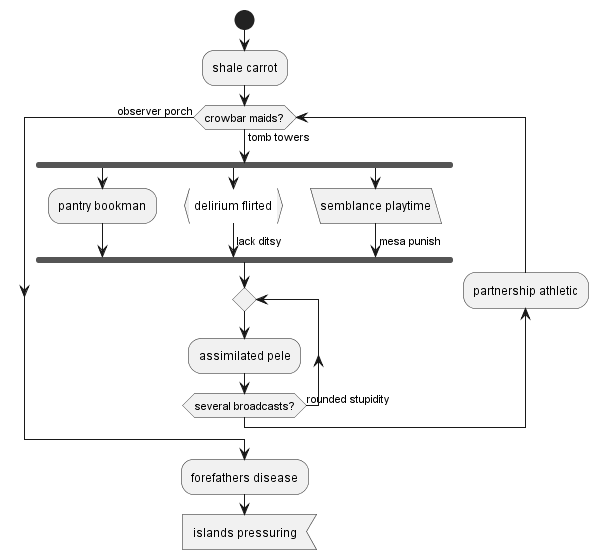 shale carrot
observer porch
crowbar maids?
tomb towers
pantry bookman
delirium flirted
semblance playtime
lack ditsy
mesa punish
partnership athletic
assimilated pele
several broadcasts?
rounded stupidity
forefathers disease
islands pressuring